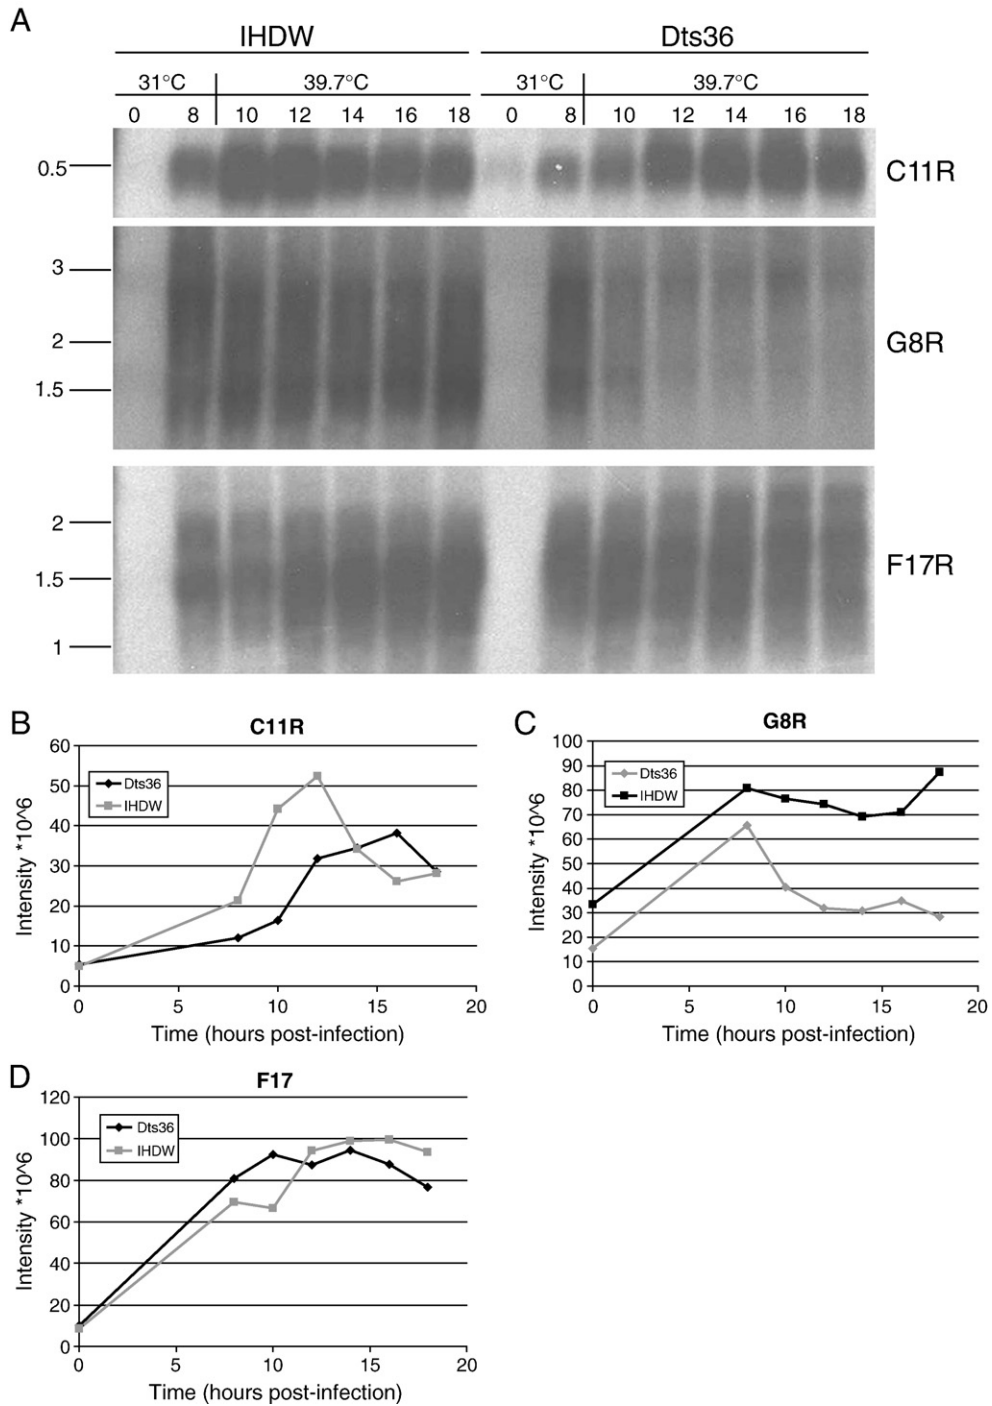 A
IHDW Dts36
31°C 39.7°C 31°C 39.7°C
0 8 10 12 14 16 18 0 8 10 12 14 16 18
0.5 C11R
3
2 G8R
1.5
2
1.5 F17R
1
B
C11R
60
50
40
30
20
10
0
Dts36
IHDW
Intensity *10^6
0 5 10 15 20
Time (hours post-infection)
C
G8R
100
90
80
70
60
50
40
30
20
10
0
Dts36
IHDW
Intensity *10^6
0 5 10 15 20
Time (hours post-infection)
D
F17
120
100
80
60
40
20
0
Dts36
IHDW
Intensity *10^6
0 5 10 15 20
Time (hours post-infection)